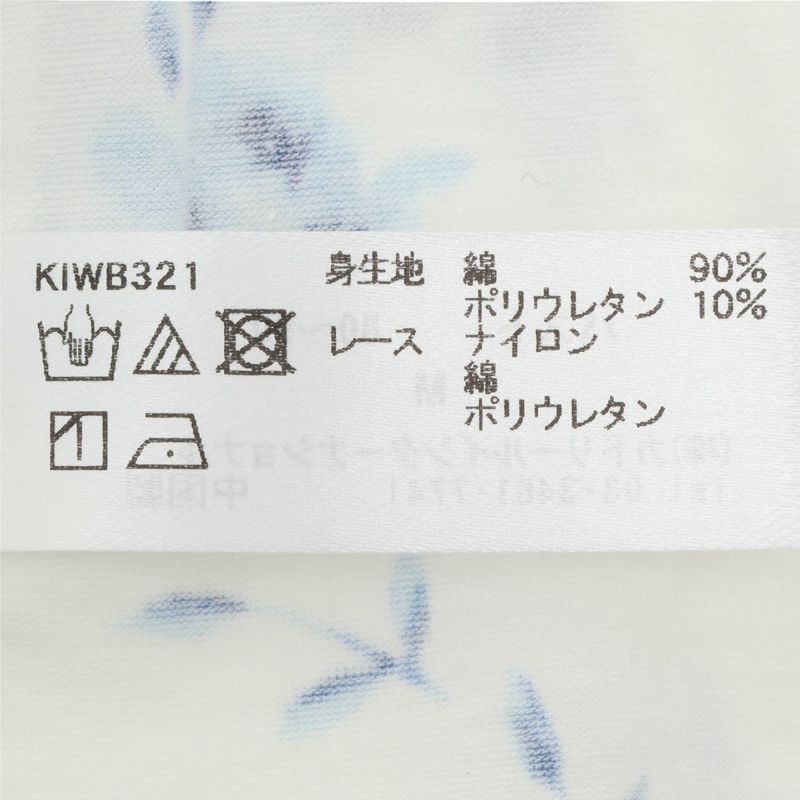 KIWB321 身生地 綿 90%
ポリウレタン 10%
レース ナイロン
綿
ポリウレタン